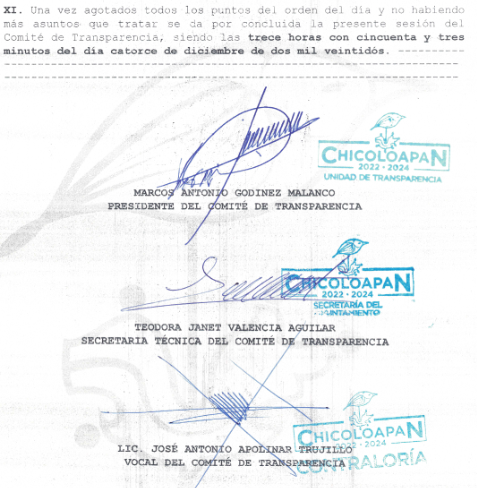 XI. Una vez agotados todos los puntos del orden del día y no habiendo
más asuntos que tratar se da por concluida la presente sesión del
Comité de Transparencia, siendo las trece horas con cincuenta y tres
minutos del día catorce de diciembre de dos mil veintidós. ----------
CHICOLOAPAN
2022 - 2024
UNIDAD DE TRANSPARENCIA
MARCOS ANTONIO GODINEZ MALANCO
PRESIDENTE DEL COMITÉ DE TRANSPARENCIA
CHICOLOAPAN
2022 - 2024
SECRETARÍA DEL
AYUNTAMIENTO
TEODORA JANET VALENCIA AGUILAR
SECRETARIA TÉCNICA DEL COMITÉ DE TRANSPARENCIA
CHICOLOAPAN
2022 - 2024
CONTRALORÍA
LIC. JOSÉ ANTONIO APOLINAR TRUJILLO
VOCAL DEL COMITÉ DE TRANSPARENCIA